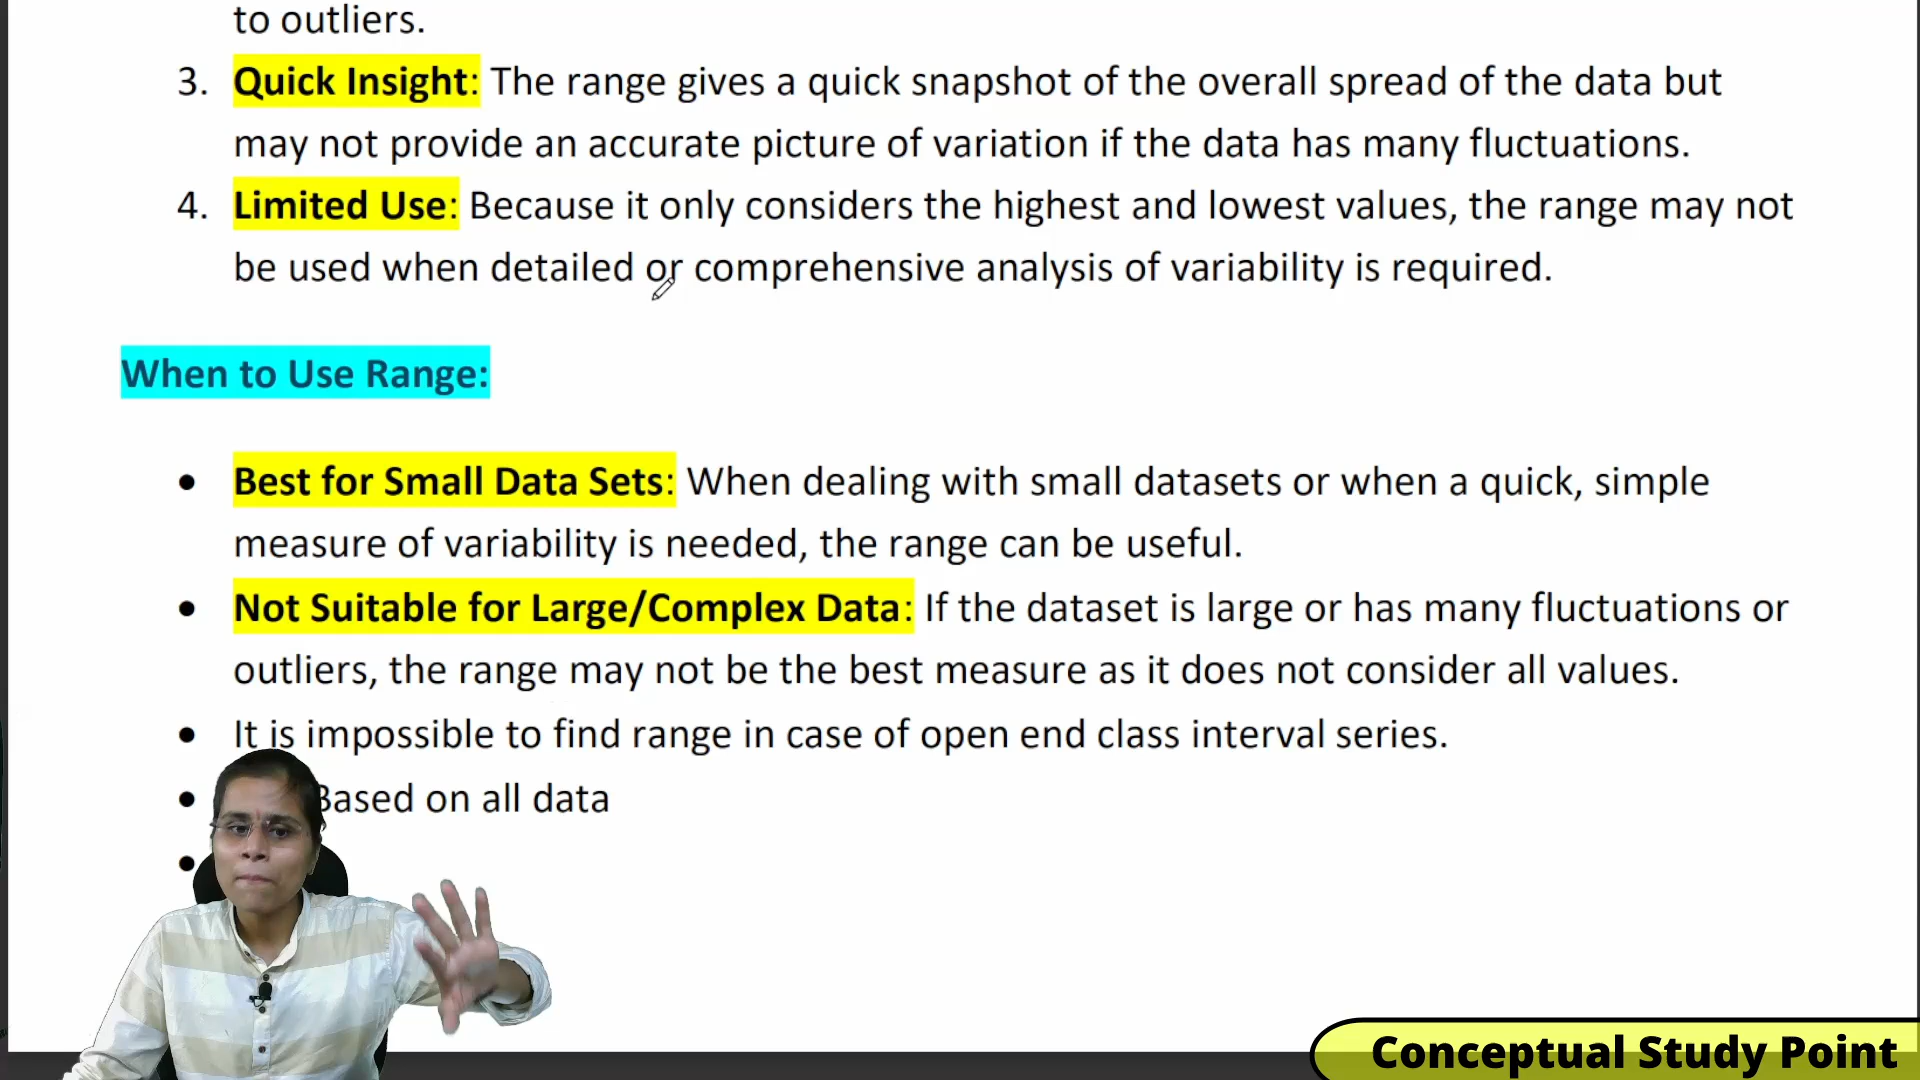 to outliers.
3. Quick Insight: The range gives a quick snapshot of the overall spread of the data but
may not provide an accurate picture of variation if the data has many fluctuations.
4. Limited Use: Because it only considers the highest and lowest values, the range may not
be used when detailed or comprehensive analysis of variability is required.
When to Use Range:
• Best for Small Data Sets: When dealing with small datasets or when a quick, simple
measure of variability is needed, the range can be useful.
• Not Suitable for Large/Complex Data: If the dataset is large or has many fluctuations or
outliers, the range may not be the best measure as it does not consider all values.
• It is impossible to find range in case of open end class interval series.
• Based on all data
•
Conceptual Study Point